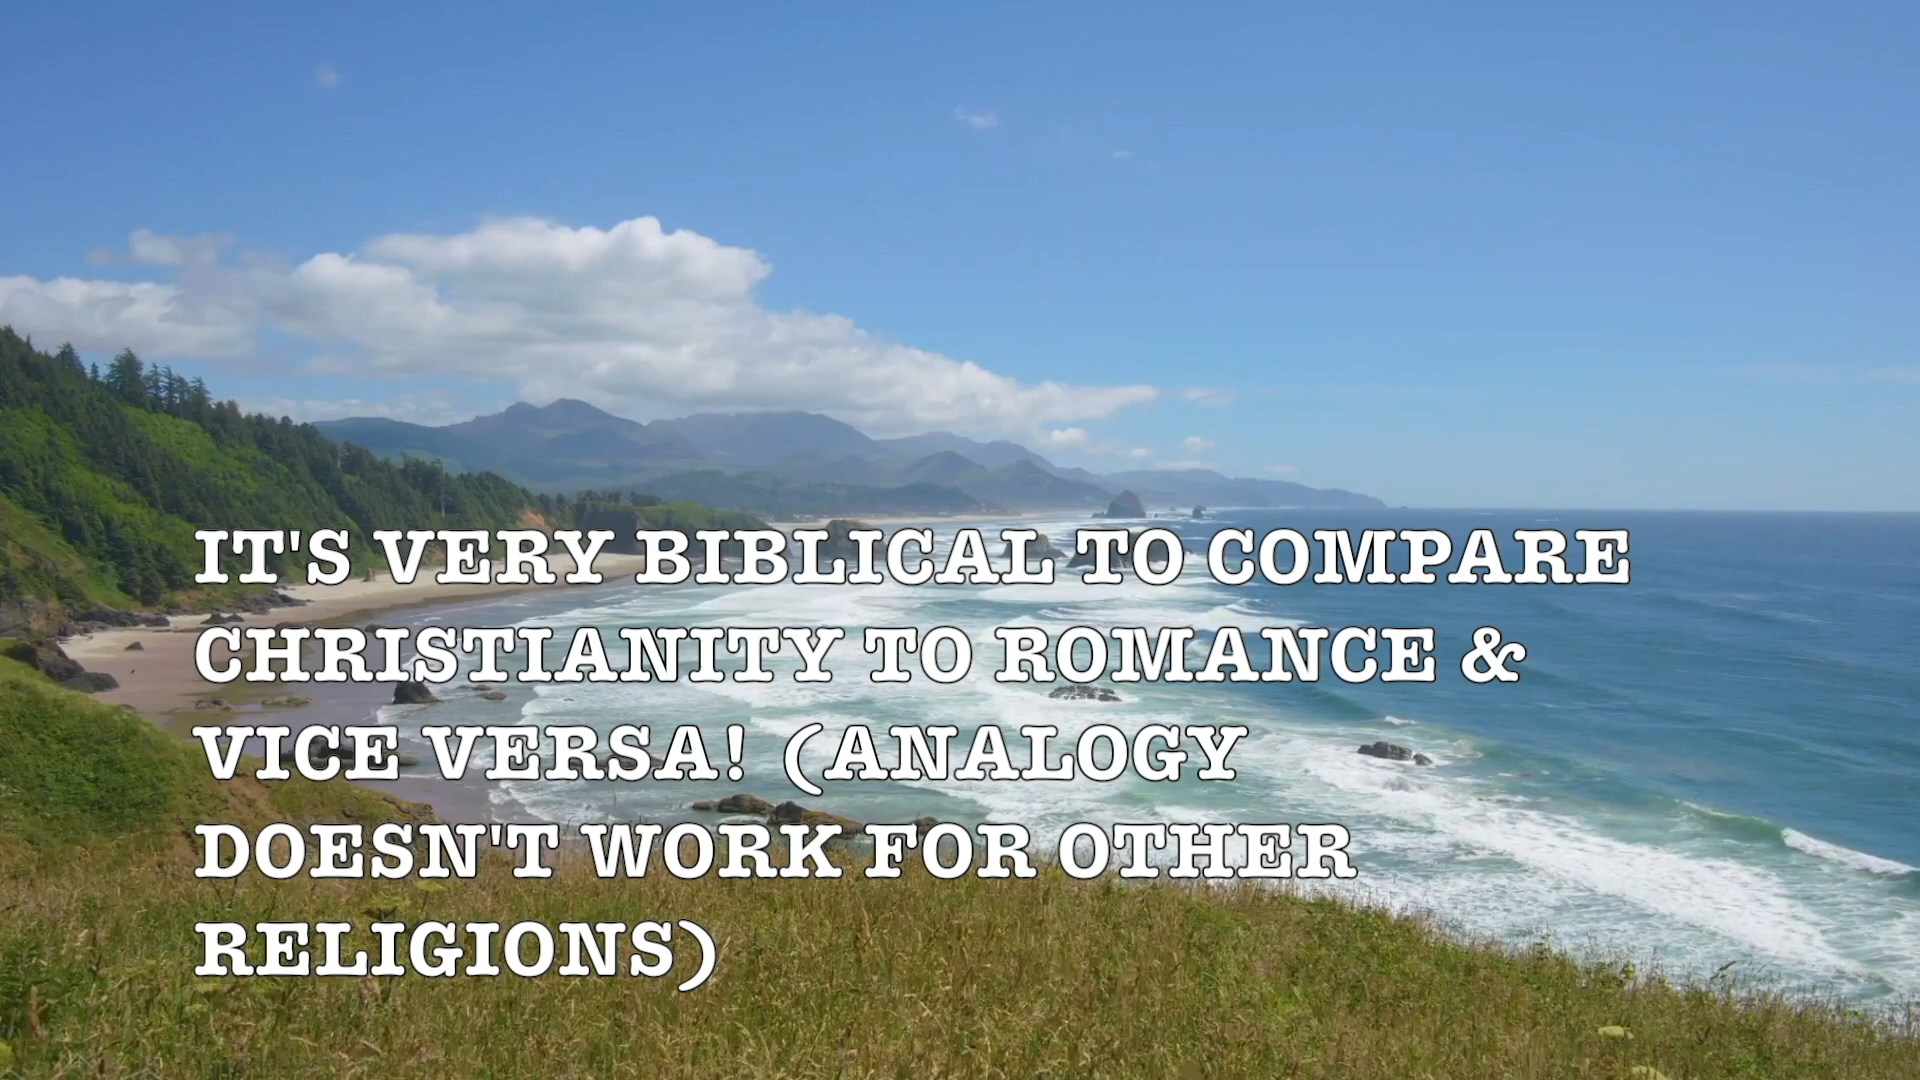 IT'S VERY BIBLICAL TO COMPARE
CHRISTIANITY TO ROMANCE &
VICE VERSA! (ANALOGY
DOESN'T WORK FOR OTHER
RELIGIONS)